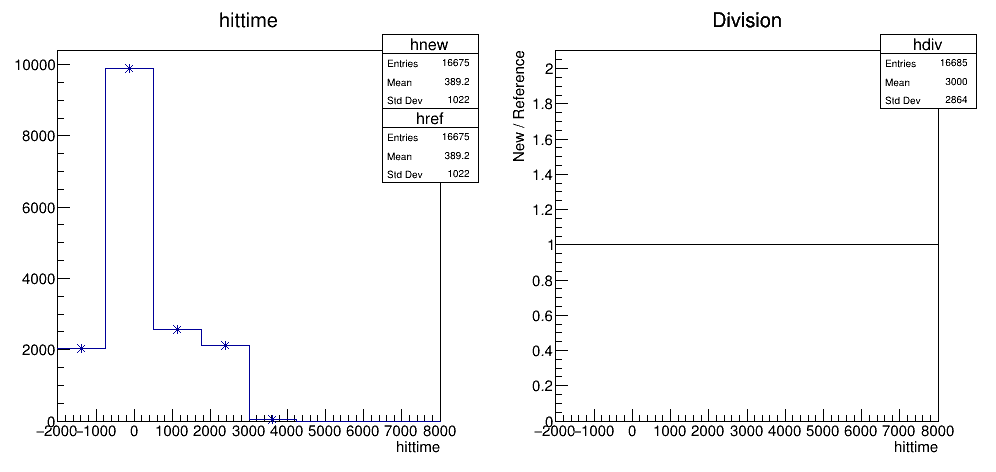 hittime
hnew
Entries 16675
Mean 389.2
Std Dev 1022
href
Entries 16675
Mean 389.2
Std Dev 1022
10000
8000
6000
4000
2000
0
−2000 −1000 0 1000 2000 3000 4000 5000 6000 7000 8000
hittime
Division
hdiv
Entries 16685
Mean 3000
Std Dev 2864
New / Reference
2
1.8
1.6
1.4
1.2
1
0.8
0.6
0.4
0.2
0
−2000 −1000 0 1000 2000 3000 4000 5000 6000 7000 8000
hittime